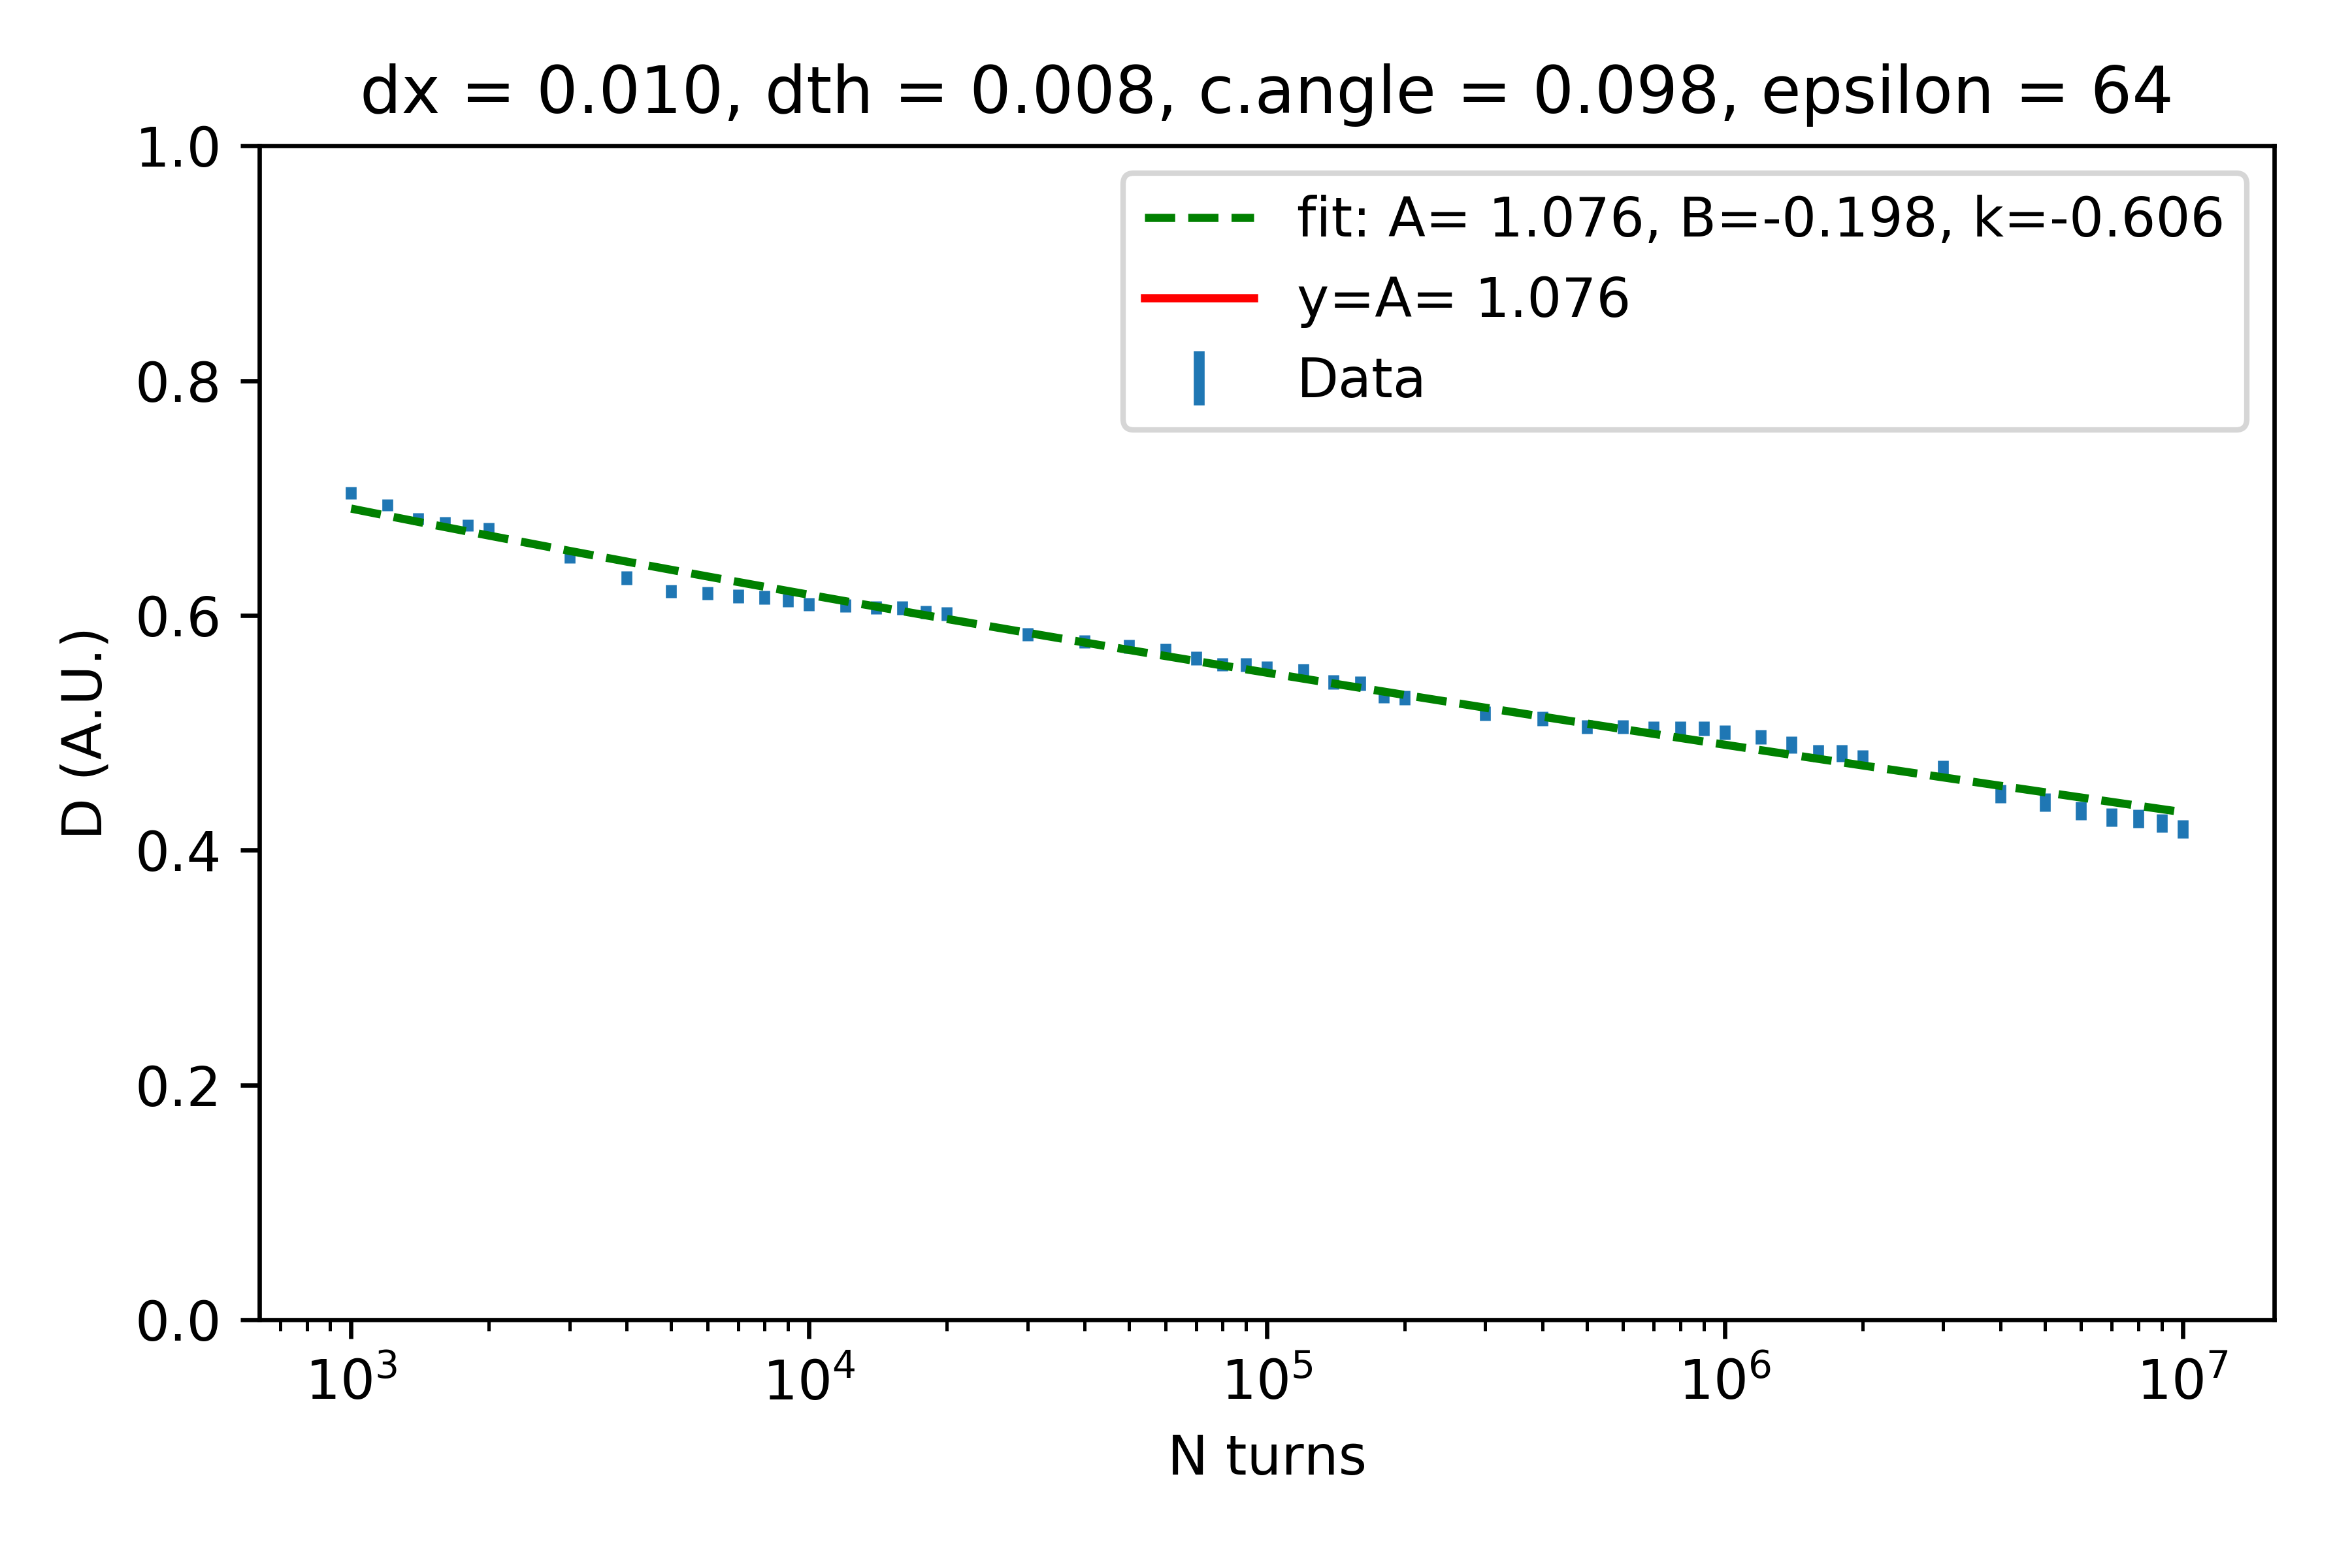 dx = 0.010, dth = 0.008, c.angle = 0.098, epsilon = 64
fit: A= 1.076, B=-0.198, k=-0.606
y=A= 1.076
Data
D (A.U.)
1.0
0.8
0.6
0.4
0.2
0.0
10³ 10⁴ 10⁵ 10⁶ 10⁷
N turns